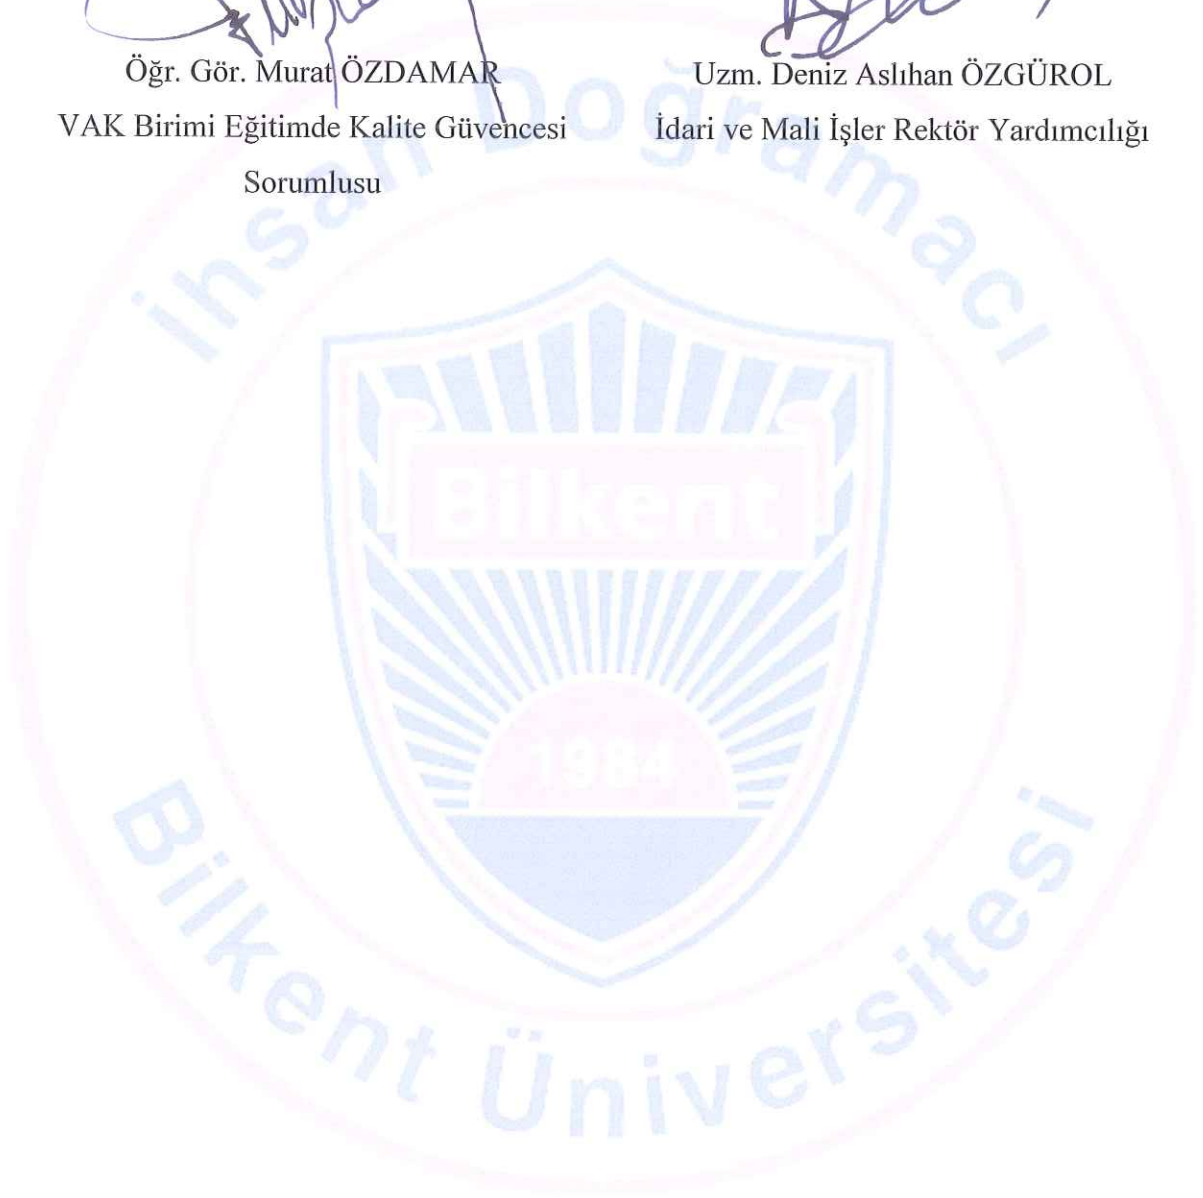 Öğr. Gör. Murat ÖZDAMAR
VAK Birimi Eğitimde Kalite Güvencesi
Sorumlusu
Uzm. Deniz Aslıhan ÖZGÜROL
İdari ve Mali İşler Rektör Yardımcılığı
İhsan Doğramacı
Bilkent
1984
Bilkent Üniversitesi